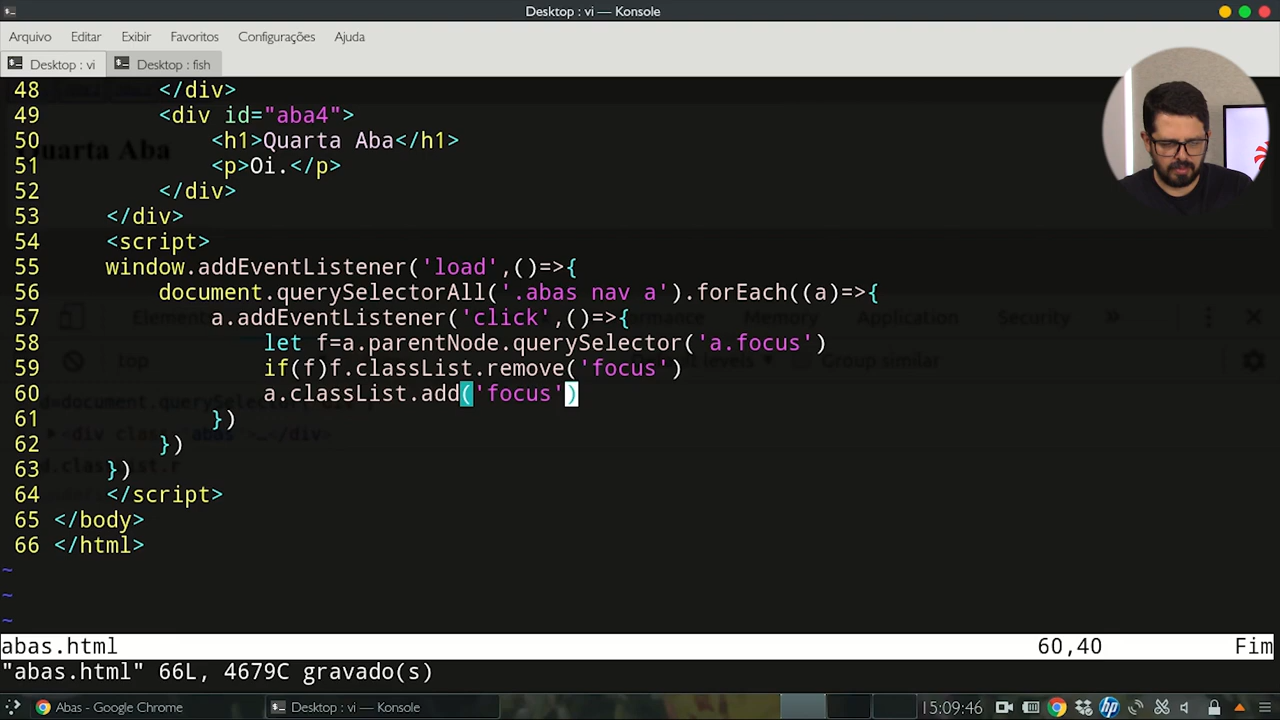 Desktop : vi — Konsole
Arquivo Editar Exibir Favoritos Configurações Ajuda
Desktop : vi Desktop : fish
48 </div>
49 <div id="aba4">
50 <h1>Quarta Aba</h1>
51 <p>Oi.</p>
52 </div>
53 </div>
54 <script>
55 window.addEventListener('load',()=>{
56 document.querySelectorAll('.abas nav a').forEach((a)=>{
57 a.addEventListener('click',()=>{
58 let f=a.parentNode.querySelector('a.focus')
59 if(f)f.classList.remove('focus')
60 a.classList.add('focus')
61 })
62 })
63 })
64 </script>
65 </body>
66 </html>
~
~
~
abas.html 60,40 Fim
"abas.html" 66L, 4679C gravado(s)
Abas - Google Chrome Desktop : vi — Konsole 15:09:46